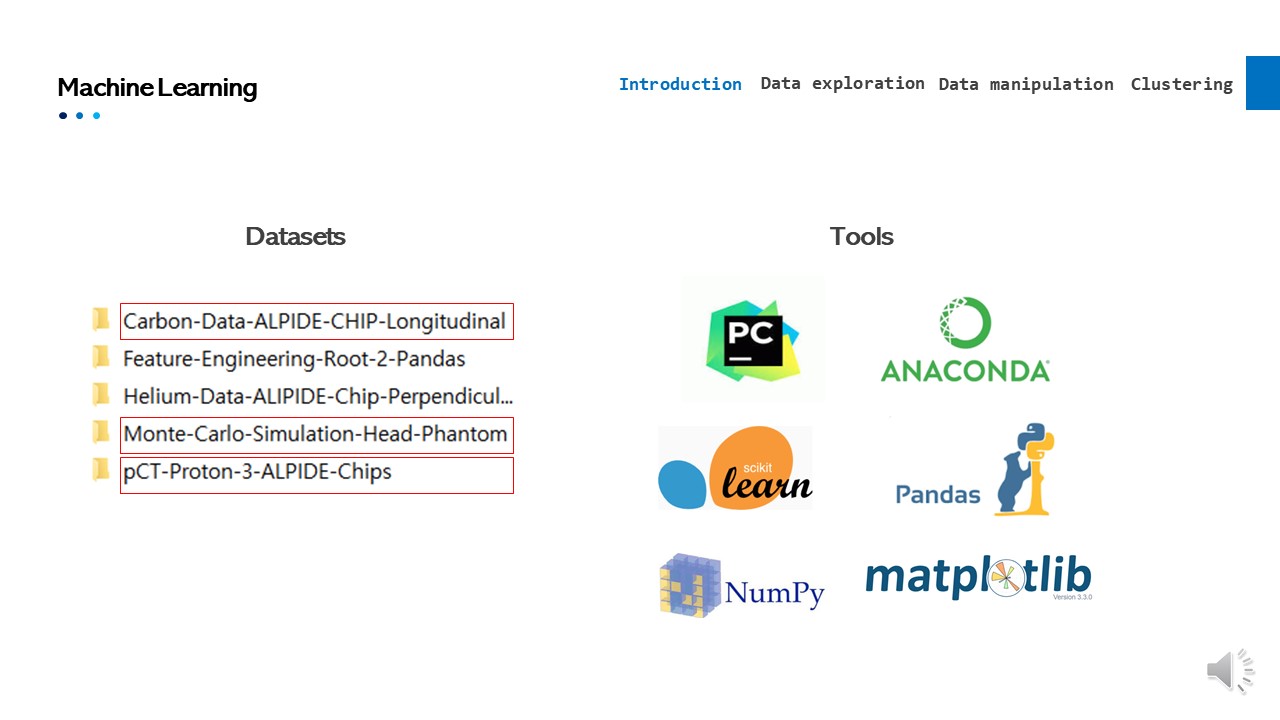 Machine Learning
Introduction Data exploration Data manipulation Clustering
Datasets
Carbon-Data-ALPIDE-CHIP-Longitudinal
Feature-Engineering-Root-2-Pandas
Helium-Data-ALIPIDE-Chip-Perpendicul...
Monte-Carlo-Simulation-Head-Phantom
pCT-Proton-3-ALPIDE-Chips
Tools
PC
ANACONDA
scikit
learn
Pandas
NumPy
matplotlib
Version 3.3.0